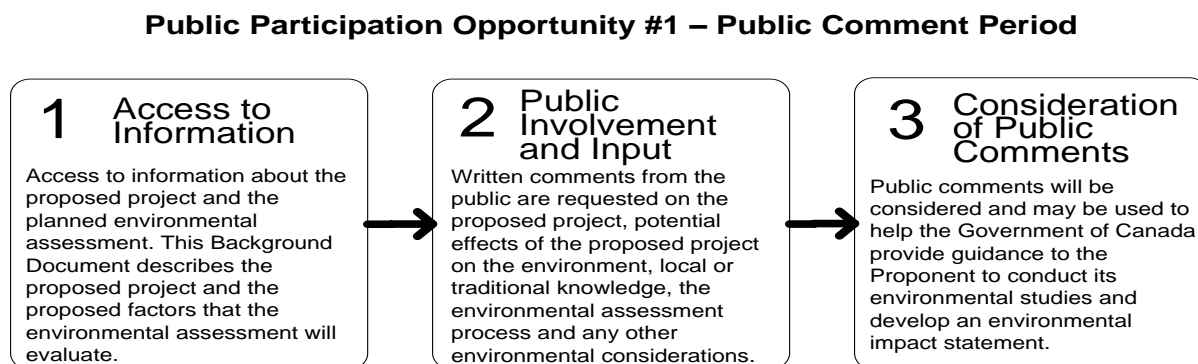 Public Participation Opportunity #1 – Public Comment Period
1 Access to
Information
Access to information about the
proposed project and the
planned environmental
assessment. This Background
Document describes the
proposed project and the
proposed factors that the
environmental assessment will
evaluate.
2 Public
Involvement
and Input
Written comments from the
public are requested on the
proposed project, potential
effects of the proposed project
on the environment, local or
traditional knowledge, the
environmental assessment
process and any other
environmental considerations.
3 Consideration
of Public
Comments
Public comments will be
considered and may be used to
help the Government of Canada
provide guidance to the
Proponent to conduct its
environmental studies and
develop an environmental
impact statement.